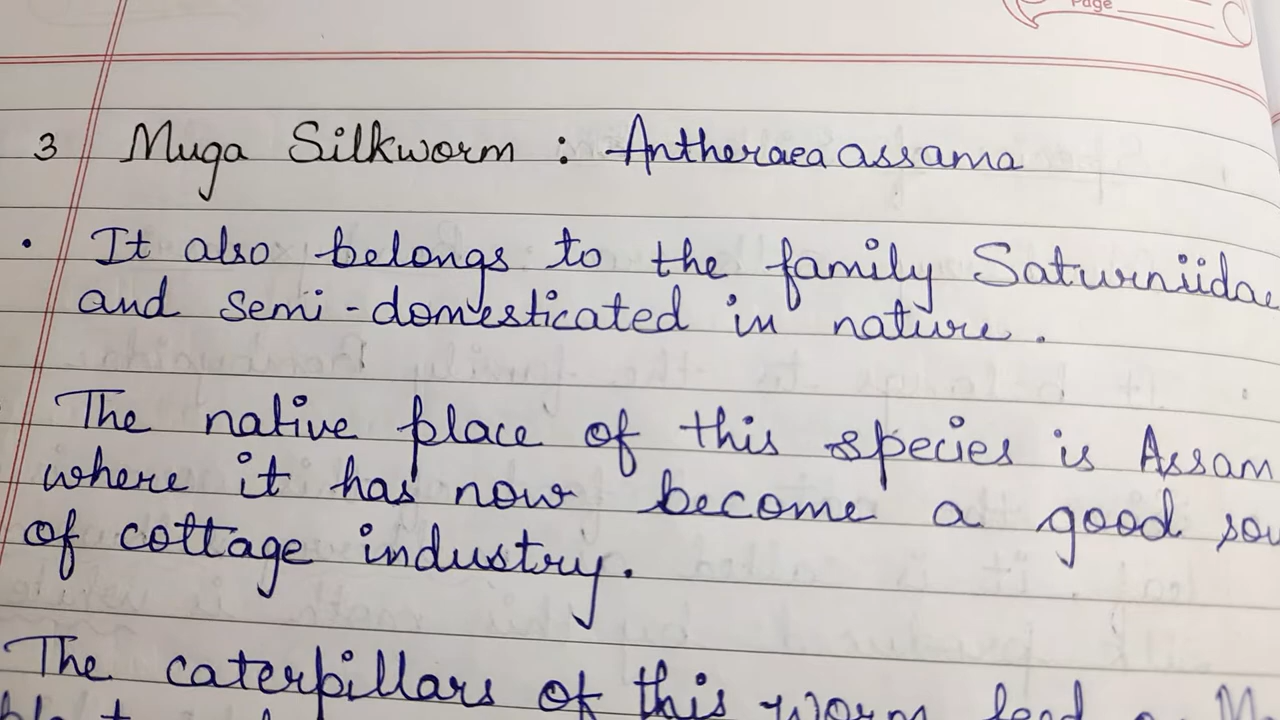 Page
3 Muga Silkworm : Antheraea assama
• It also belongs to the family Saturniidae
and semi-domesticated in nature.
The native place of this species is Assam
where it has now become a good sou
of cottage industry.
The caterpillars of this worm feed